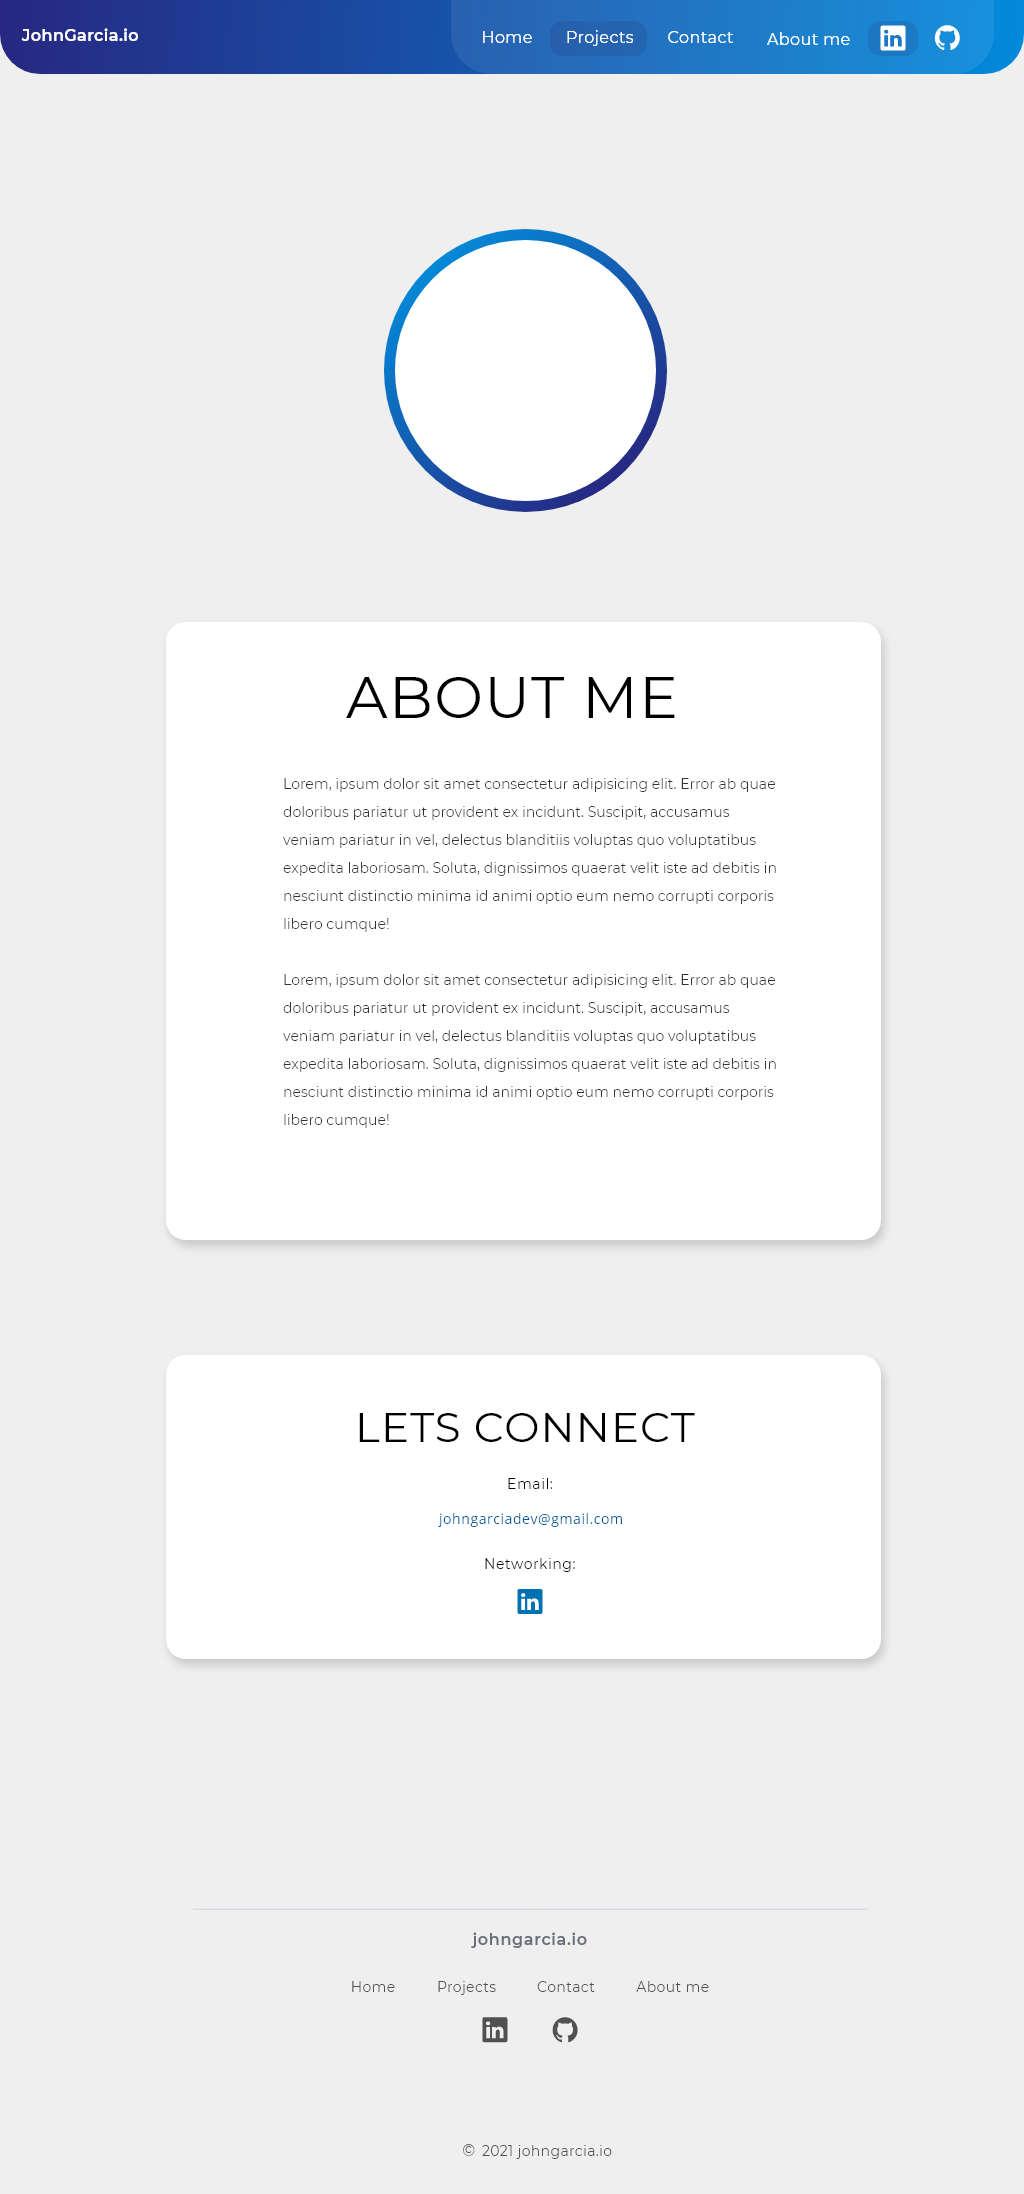 JohnGarcia.io
Home Projects Contact About me in
ABOUT ME
Lorem, ipsum dolor sit amet consectetur adipisicing elit. Error ab quae
doloribus pariatur ut provident ex incidunt. Suscipit, accusamus
veniam pariatur in vel, delectus blanditiis voluptas quo voluptatibus
expedita laboriosam. Soluta, dignissimos quaerat velit iste ad debitis in
nesciunt distinctio minima id animi optio eum nemo corrupti corporis
libero cumque!
Lorem, ipsum dolor sit amet consectetur adipisicing elit. Error ab quae
doloribus pariatur ut provident ex incidunt. Suscipit, accusamus
veniam pariatur in vel, delectus blanditiis voluptas quo voluptatibus
expedita laboriosam. Soluta, dignissimos quaerat velit iste ad debitis in
nesciunt distinctio minima id animi optio eum nemo corrupti corporis
libero cumque!
LETS CONNECT
Email:
johngarciadev@gmail.com
Networking:
in
johngarcia.io
Home Projects Contact About me
in
© 2021 johngarcia.io